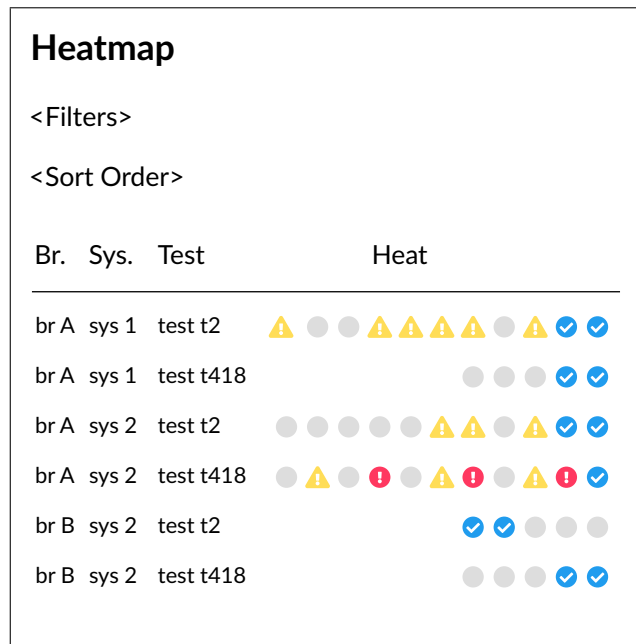 Heatmap
<Filters>
<Sort Order>
Br. Sys. Test Heat
br A sys 1 test t2
br A sys 1 test t418
br A sys 2 test t2
br A sys 2 test t418
br B sys 2 test t2
br B sys 2 test t418